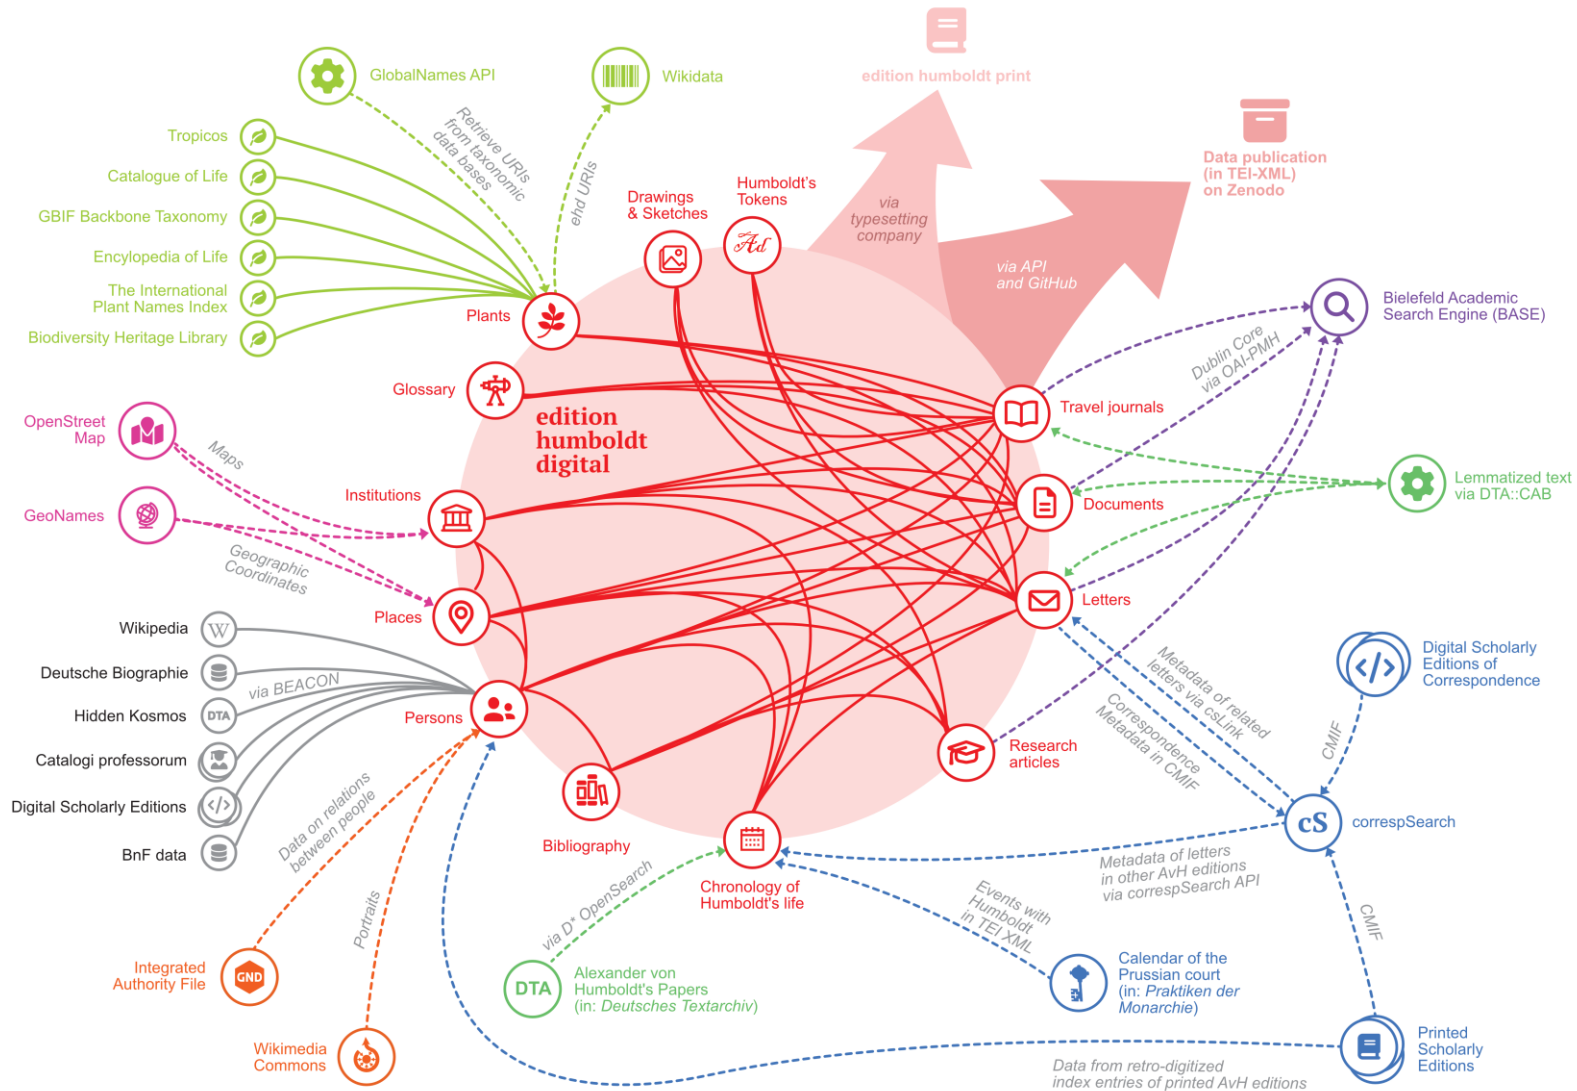 edition humboldt print
GlobalNames API
Wikidata
Retrieve URIs
from taxonomic
data bases
ehd URIs
Tropicos
Catalogue of Life
GBIF Backbone Taxonomy
Encylopedia of Life
The International
Plant Names Index
Biodiversity Heritage Library
Plants
Drawings
& Sketches
Humboldt's
Tokens
Ad
via
typesetting
company
Data publication
(in TEI-XML)
on Zenodo
via API
and GitHub
Bielefeld Academic
Search Engine (BASE)
Dublin Core
via OAI-PMH
Glossary
edition
humboldt
digital
Travel journals
OpenStreet
Map
Maps
GeoNames
Geographic
Coordinates
Institutions
Documents
Lemmatized text
via DTA::CAB
Places
Letters
Wikipedia
W
Deutsche Biographie
via BEACON
Hidden Kosmos
DTA
Catalogi professorum
Digital Scholarly Editions
BnF data
Persons
Metadata of related
letters via csLink
Correspondence
Metadata in CMIF
Digital Scholarly
Editions of
Correspondence
CMIF
Research
articles
Data on relations
between people
Bibliography
cS
correspSearch
Chronology of
Humboldt's life
Metadata of letters
in other AvH editions
via correspSearch API
Portraits
via D* OpenSearch
Events with
Humboldt
in TEI XML
CMIF
Integrated
Authority File
GND
DTA
Alexander von
Humboldt's Papers
(in: Deutsches Textarchiv)
Calendar of the
Prussian court
(in: Praktiken der
Monarchie)
Wikimedia
Commons
Printed
Scholarly
Editions
Data from retro-digitized
index entries of printed AvH editions